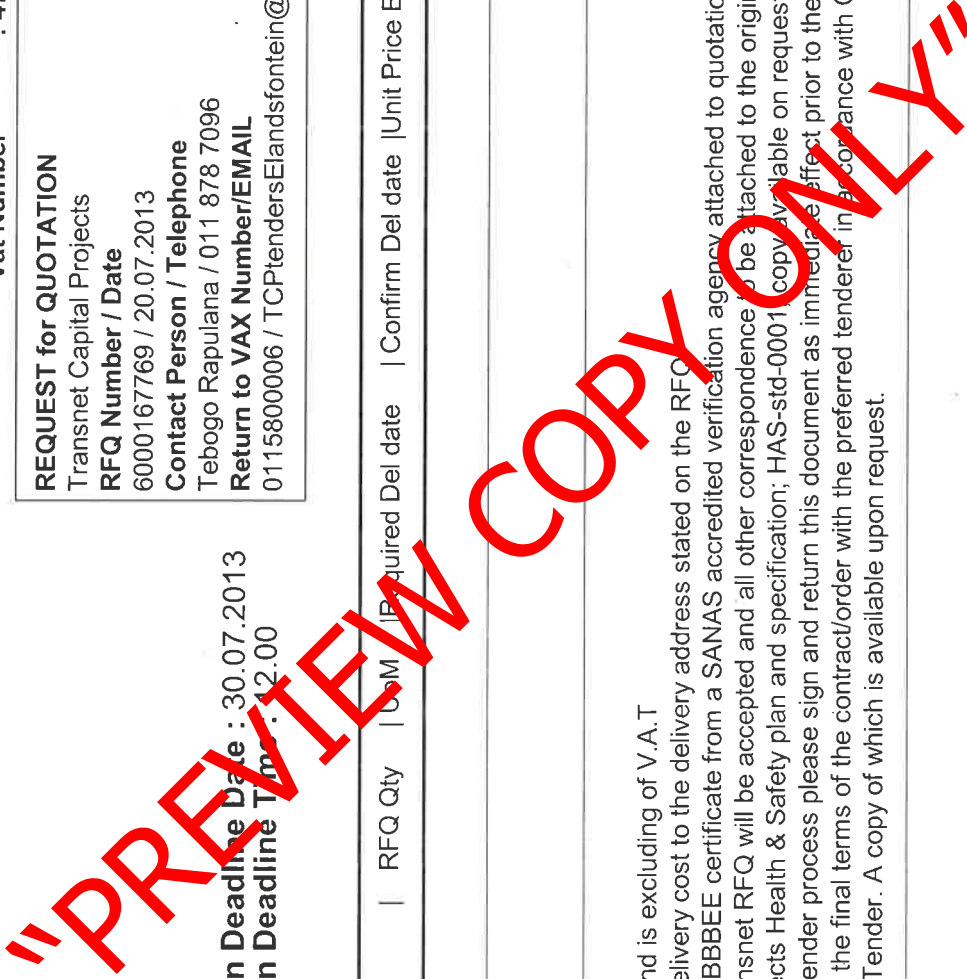 REQUEST for QUOTATION
Transnet Capital Projects
RFQ Number / Date
6000167769 / 20.07.2013
Contact Person / Telephone
Tebogo Rapulana / 011 878 7096
Return to VAX Number/EMAIL
0115800006 / TCPtendersElandsfontein@
n Deadline Date : 30.07.2013
n Deadline Time : 12.00
| RFQ Qty | UoM |Required Del date | Confirm Del date |Unit Price E
nd is excluding of V.A.T
elivery cost to the delivery address stated on the RFQ
BBBEE certificate from a SANAS accredited verification agency attached to quotatio
nsnet RFQ will be accepted and all other correspondence to be attached to the origi
ects Health & Safety plan and specification; HAS-std-0001, copy available on request
ender process please sign and return this document as immediate effect prior to the
the final terms of the contract/order with the preferred tenderer in accordance with
Tender. A copy of which is available upon request.
"PREVIEW COPY ONLY"